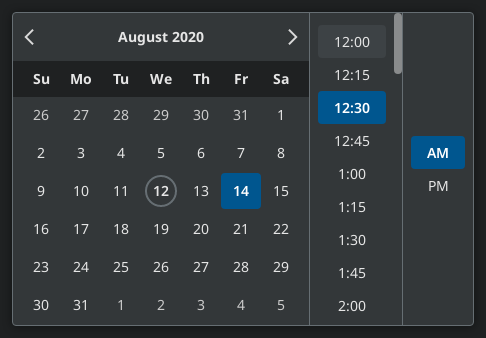 August 2020
Su Mo Tu We Th Fr Sa
26 27 28 29 30 31 1
2 3 4 5 6 7 8
9 10 11 12 13 14 15
16 17 18 19 20 21 22
23 24 25 26 27 28 29
30 31 1 2 3 4 5
12:00
12:15
12:30
12:45
1:00
1:15
1:30
1:45
2:00
AM
PM